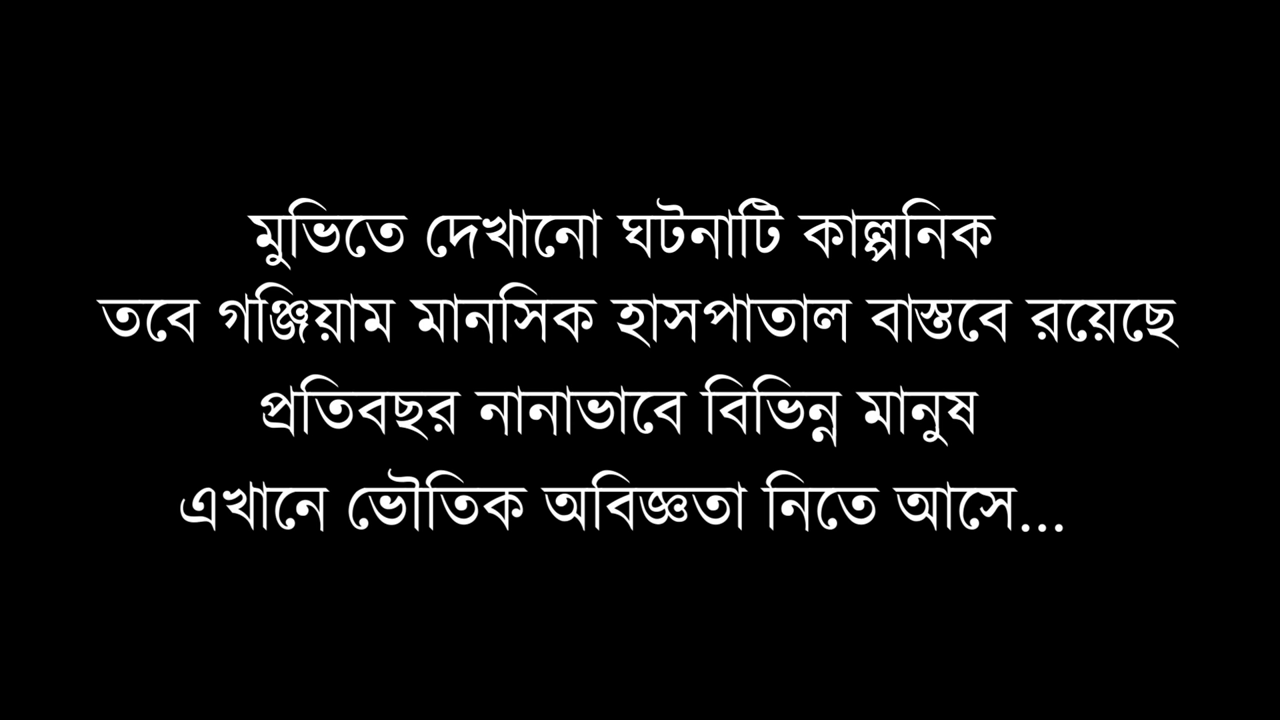 মুভিতে দেখানো ঘটনাটি কাল্পনিক
তবে গঞ্জিয়াম মানসিক হাসপাতাল বাস্তবে রয়েছে
প্রতিবছর নানাভাবে বিভিন্ন মানুষ
এখানে ভৌতিক অবিজ্ঞতা নিতে আসে...